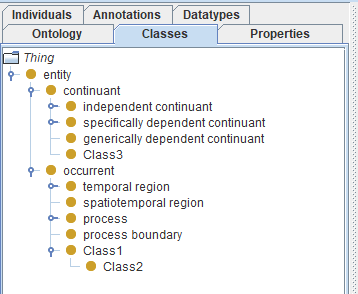 Individuals Annotations Datatypes
Ontology Classes Properties
Thing
entity
continuant
independent continuant
specifically dependent continuant
generically dependent continuant
Class3
occurrent
temporal region
spatiotemporal region
process
process boundary
Class1
Class2